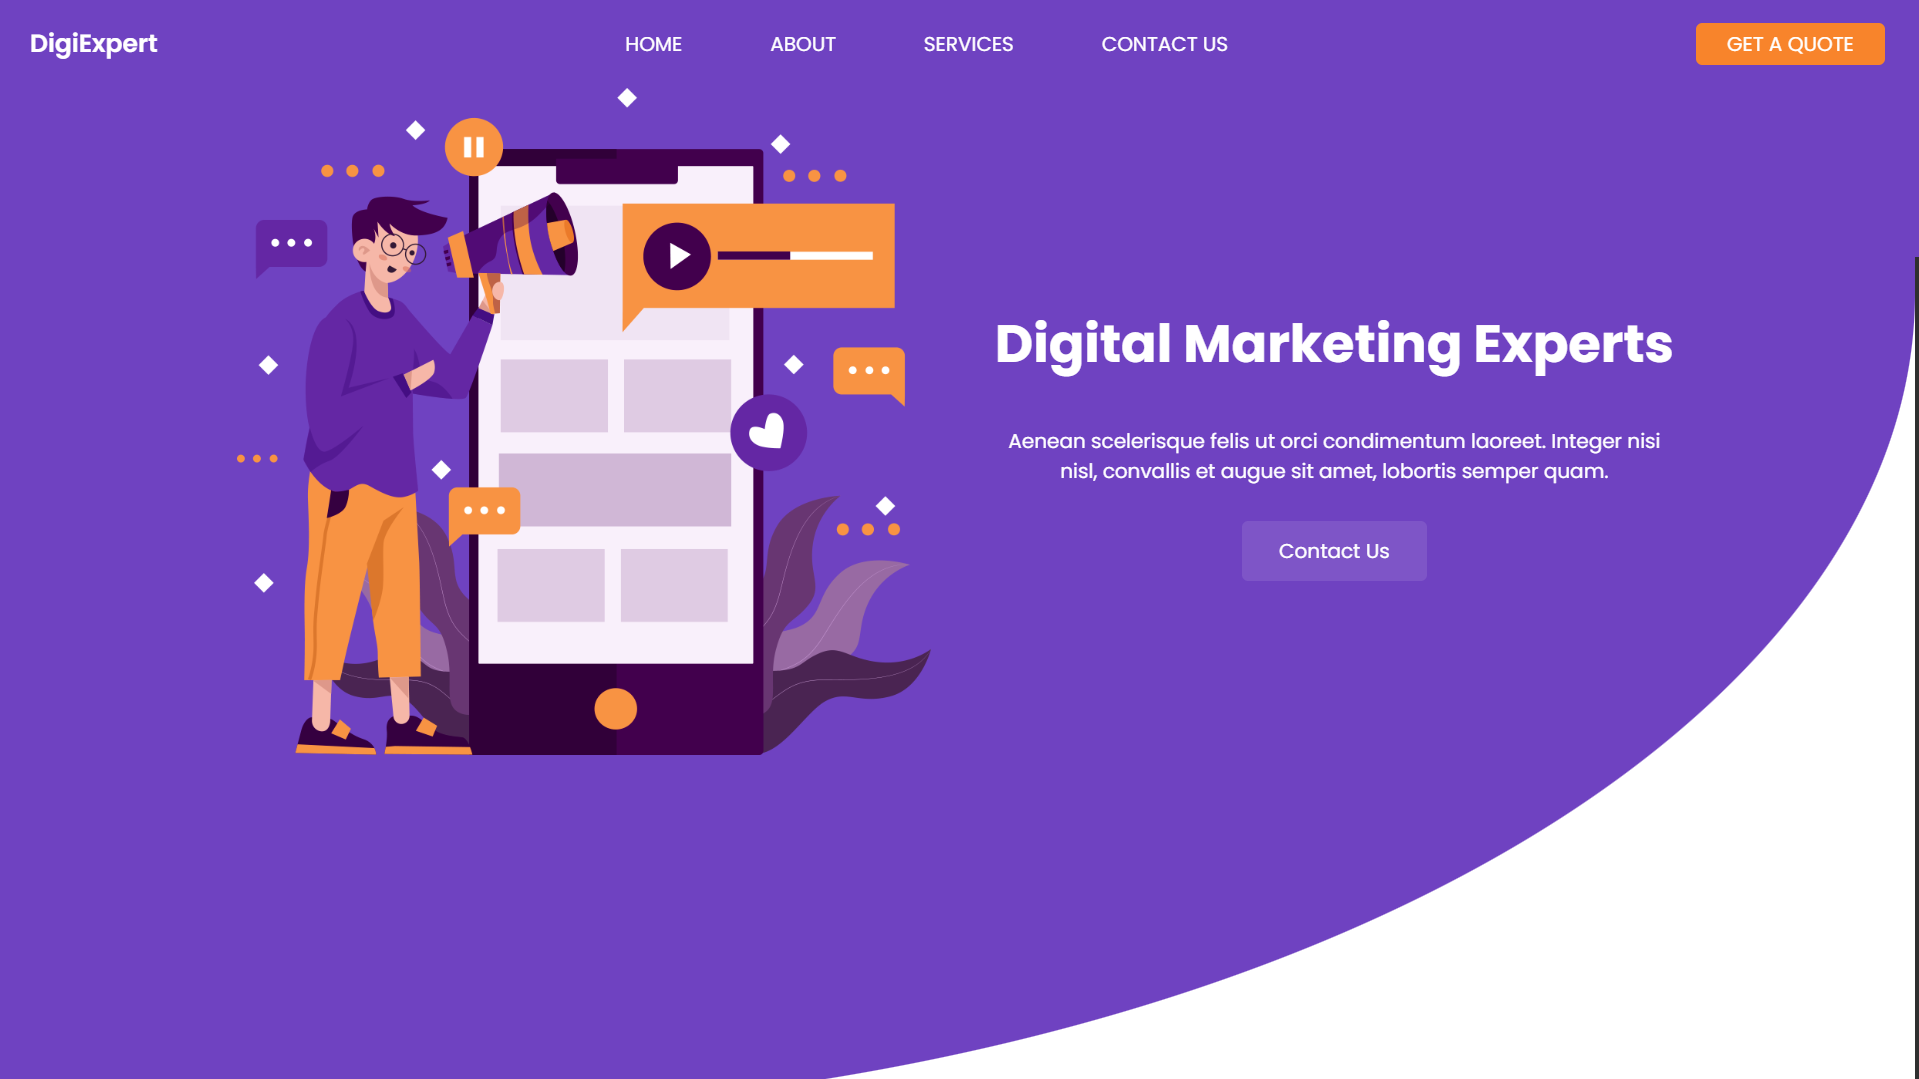 DigiExpert
HOME
ABOUT
SERVICES
CONTACT US
GET A QUOTE
Digital Marketing Experts
Aenean scelerisque felis ut orci condimentum laoreet. Integer nisi
nisl, convallis et augue sit amet, lobortis semper quam.
Contact Us